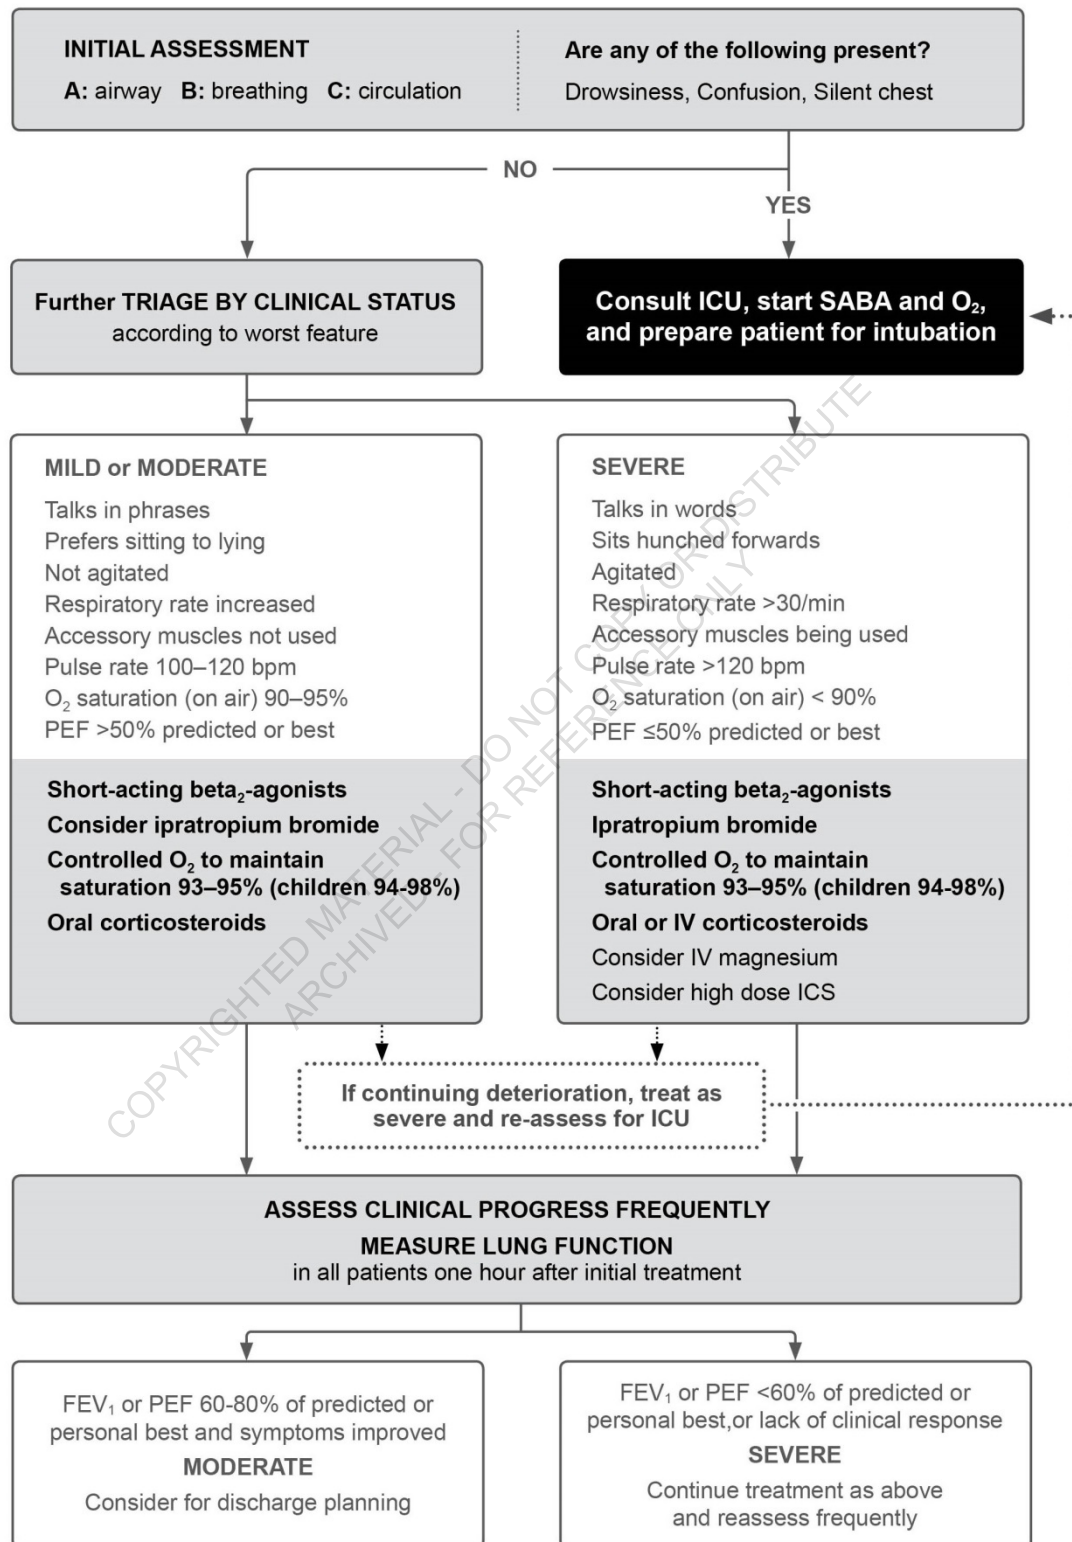 INITIAL ASSESSMENT
A: airway B: breathing C: circulation
Are any of the following present?
Drowsiness, Confusion, Silent chest
NO
YES
Further TRIAGE BY CLINICAL STATUS
according to worst feature
Consult ICU, start SABA and O₂,
and prepare patient for intubation
MILD or MODERATE
Talks in phrases
Prefers sitting to lying
Not agitated
Respiratory rate increased
Accessory muscles not used
Pulse rate 100–120 bpm
O₂ saturation (on air) 90–95%
PEF >50% predicted or best
Short-acting beta₂-agonists
Consider ipratropium bromide
Controlled O₂ to maintain
saturation 93–95% (children 94-98%)
Oral corticosteroids
SEVERE
Talks in words
Sits hunched forwards
Agitated
Respiratory rate >30/min
Accessory muscles being used
Pulse rate >120 bpm
O₂ saturation (on air) < 90%
PEF ≤50% predicted or best
Short-acting beta₂-agonists
Ipratropium bromide
Controlled O₂ to maintain
saturation 93–95% (children 94-98%)
Oral or IV corticosteroids
Consider IV magnesium
Consider high dose ICS
If continuing deterioration, treat as
severe and re-assess for ICU
ASSESS CLINICAL PROGRESS FREQUENTLY
MEASURE LUNG FUNCTION
in all patients one hour after initial treatment
FEV₁ or PEF 60-80% of predicted or
personal best and symptoms improved
MODERATE
Consider for discharge planning
FEV₁ or PEF <60% of predicted or
personal best,or lack of clinical response
SEVERE
Continue treatment as above
and reassess frequently
COPYRIGHTED MATERIAL - DO NOT COPY OR DISTRIBUTE
ARCHIVED - FOR REFERENCE ONLY